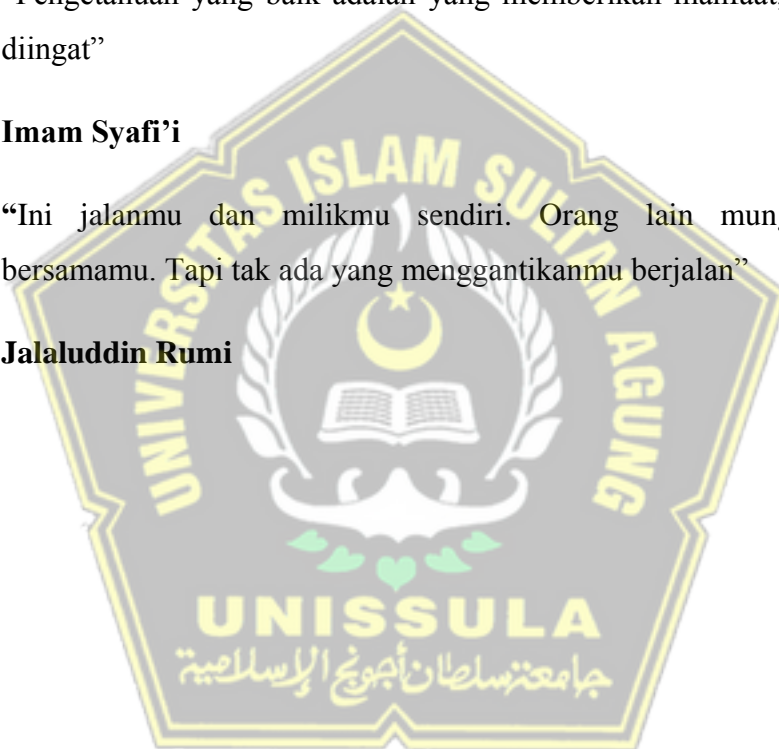 Pengetahuan yang baik adalah yang memberikan manfaat,
diingat”
Imam Syafi’i
“Ini jalanmu dan milikmu sendiri. Orang lain mung
bersamamu. Tapi tak ada yang menggantikanmu berjalan”
Jalaluddin Rumi
UNIVERSITAS ISLAM SULTAN AGUNG
UNISSULA
جامعة سلطان أجونج الإسلامية